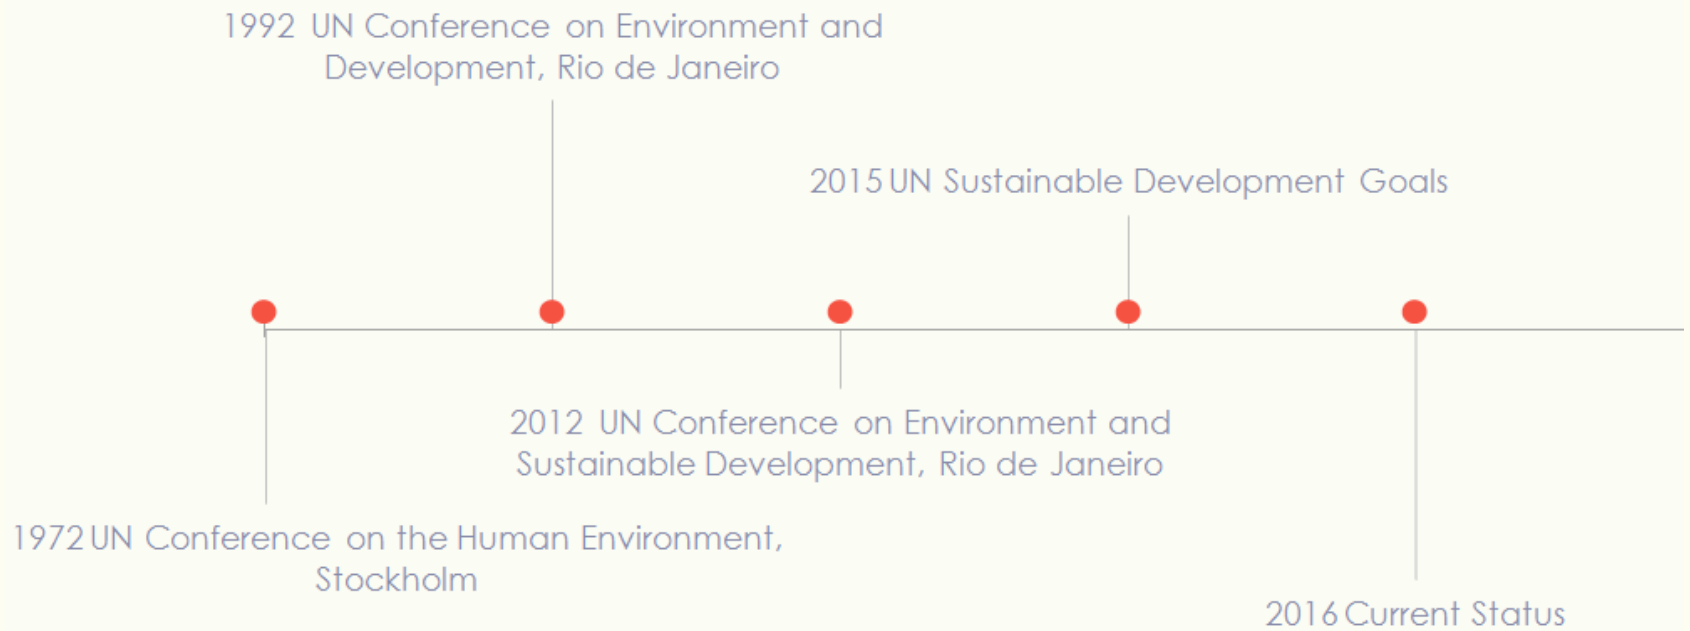 1992 UN Conference on Environment and
Development, Rio de Janeiro
2015 UN Sustainable Development Goals
2012 UN Conference on Environment and
Sustainable Development, Rio de Janeiro
1972 UN Conference on the Human Environment,
Stockholm
2016 Current Status